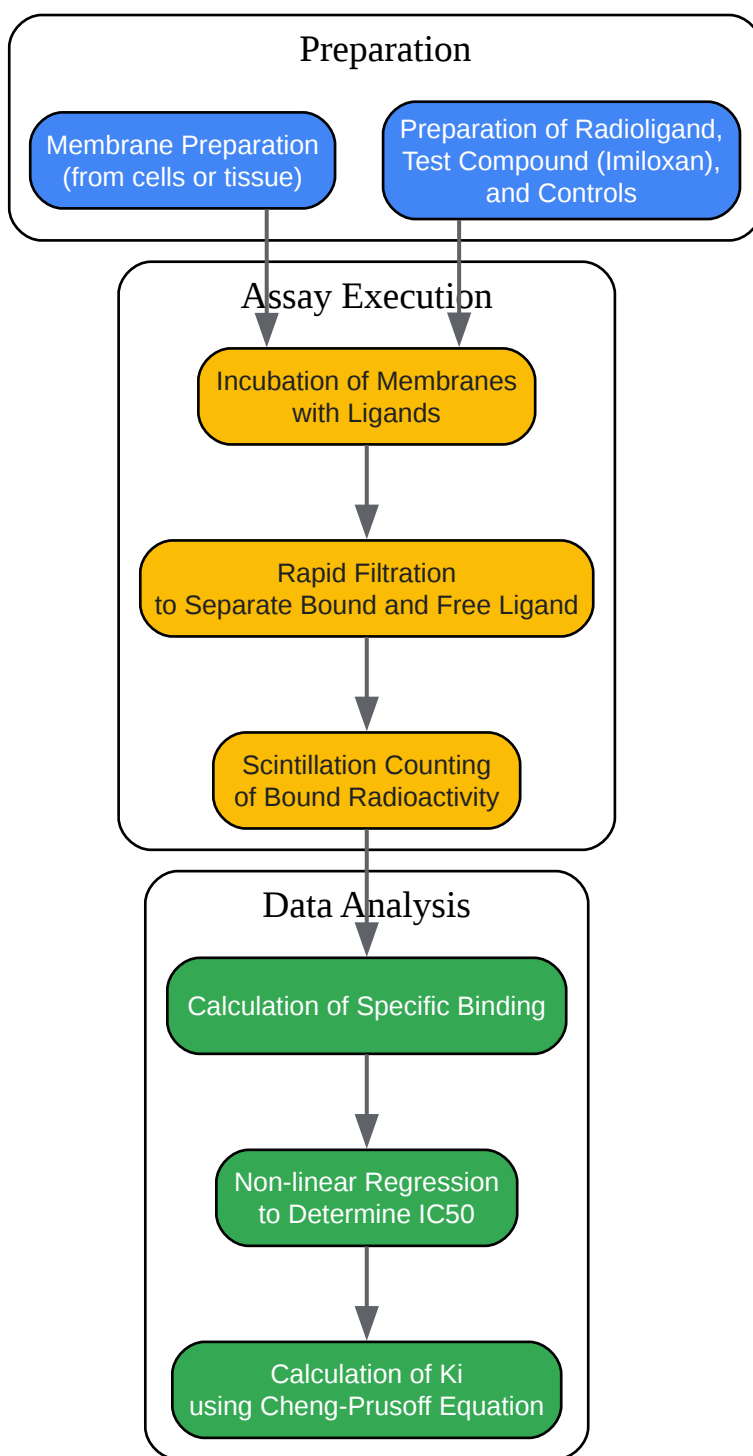 Preparation
Membrane Preparation
(from cells or tissue)
Preparation of Radioligand,
Test Compound (Imiloxan),
and Controls
Assay Execution
Incubation of Membranes
with Ligands
Rapid Filtration
to Separate Bound and Free Ligand
Scintillation Counting
of Bound Radioactivity
Data Analysis
Calculation of Specific Binding
Non-linear Regression
to Determine IC50
Calculation of Ki
using Cheng-Prusoff Equation